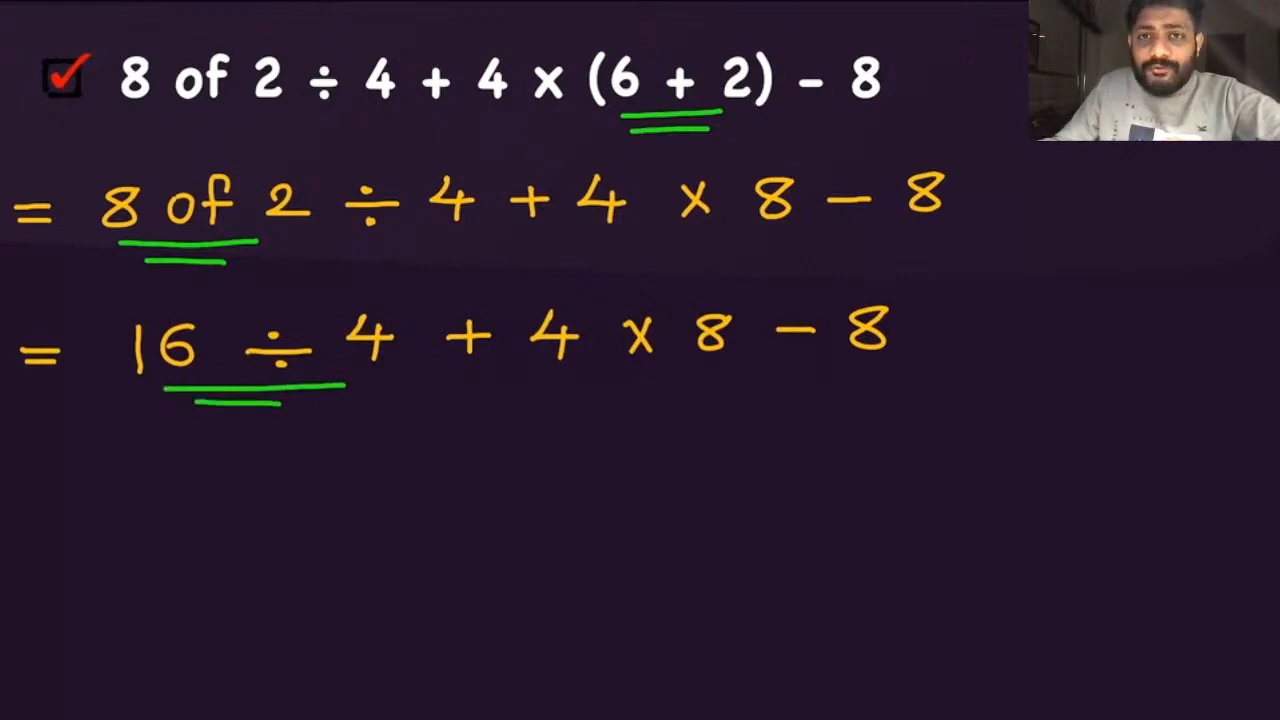 8 of 2 ÷ 4 + 4 x (6 + 2) - 8
= 8 of 2 ÷ 4 + 4 x 8 - 8
= 16 ÷ 4 + 4 x 8 - 8